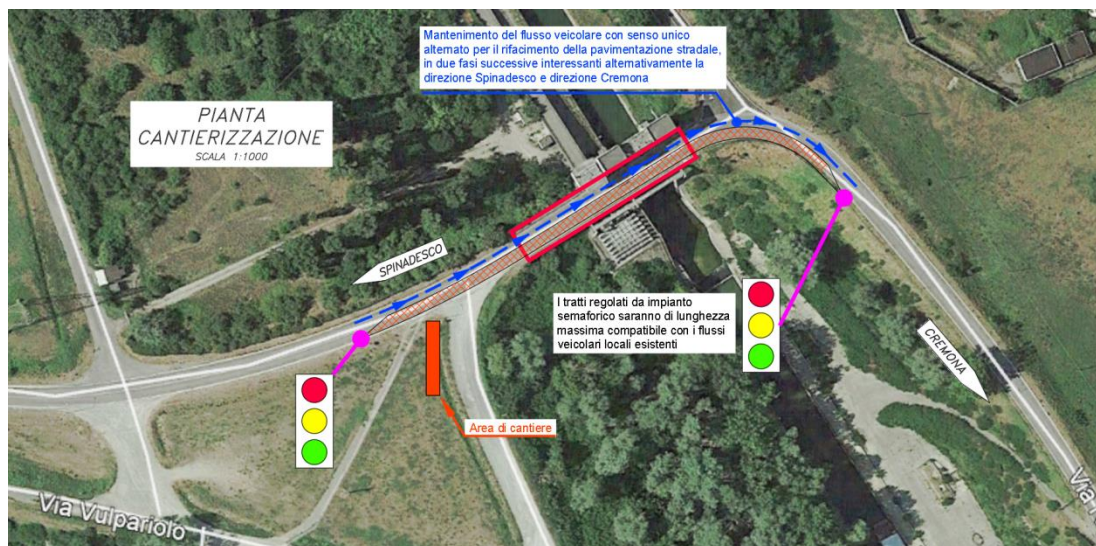 Mantenimento del flusso veicolare con senso unico
alternato per il rifacimento della pavimentazione stradale,
in due fasi successive interessanti alternativamente la
direzione Spinadesco e direzione Cremona
PIANTA
CANTIERIZZAZIONE
SCALA 1:1000
SPINADESCO
I tratti regolati da impianto
semaforico saranno di lunghezza
massima compatibile con i flussi
veicolari locali esistenti
CREMONA
Area di cantiere
Via Vulpariolo
Via